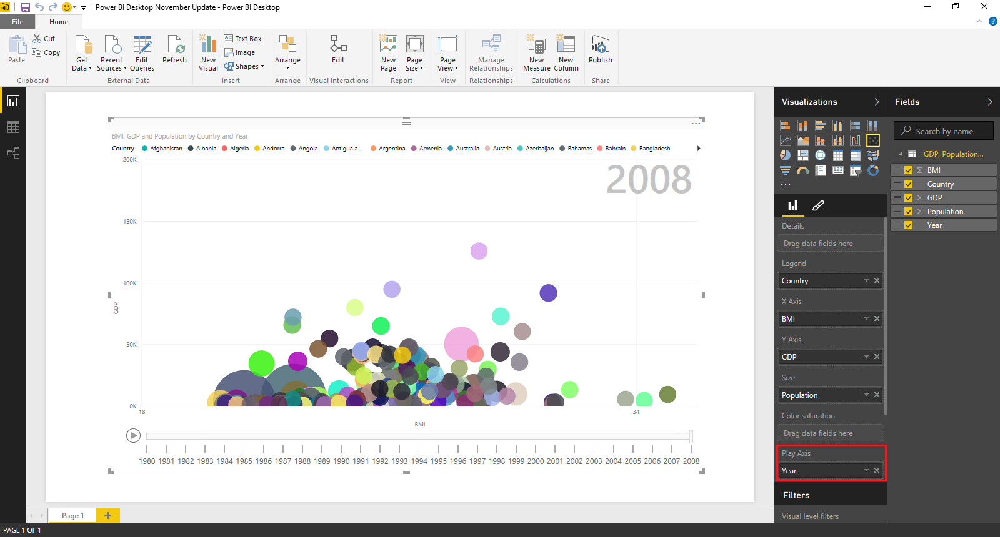 Power BI Desktop November Update - Power BI Desktop
File
Home
Cut
Copy
Paste
Clipboard
Get Data
Recent Sources
Edit Queries
Refresh
External Data
New Visual
Text Box
Image
Shapes
Insert
Arrange
Arrange
Edit
Visual Interactions
New Page
Page Size
Report
Page View
View
Manage Relationships
Relationships
New Measure
New Column
Calculations
Publish
Share
?
BMI, GDP and Population by Country and Year
Country Afghanistan Albania Algeria Andorra Angola Antigua a... Argentina Armenia Australia Austria Azerbaijan Bahamas Bahrain Bangladesh
2008
200K
150K
100K
50K
0K
GDP
18 34
BMI
1980 1981 1982 1983 1984 1985 1986 1987 1988 1989 1990 1991 1992 1993 1994 1995 1996 1997 1998 1999 2000 2001 2002 2003 2004 2005 2006 2007 2008
Visualizations
123
...
Details
Drag data fields here
Legend
Country
X Axis
BMI
Y Axis
GDP
Size
Population
Color saturation
Drag data fields here
Play Axis
Year
Filters
Visual level filters
Fields
Search by name
GDP, Population...
Σ BMI
Country
Σ GDP
Σ Population
Year
Page 1
PAGE 1 OF 1